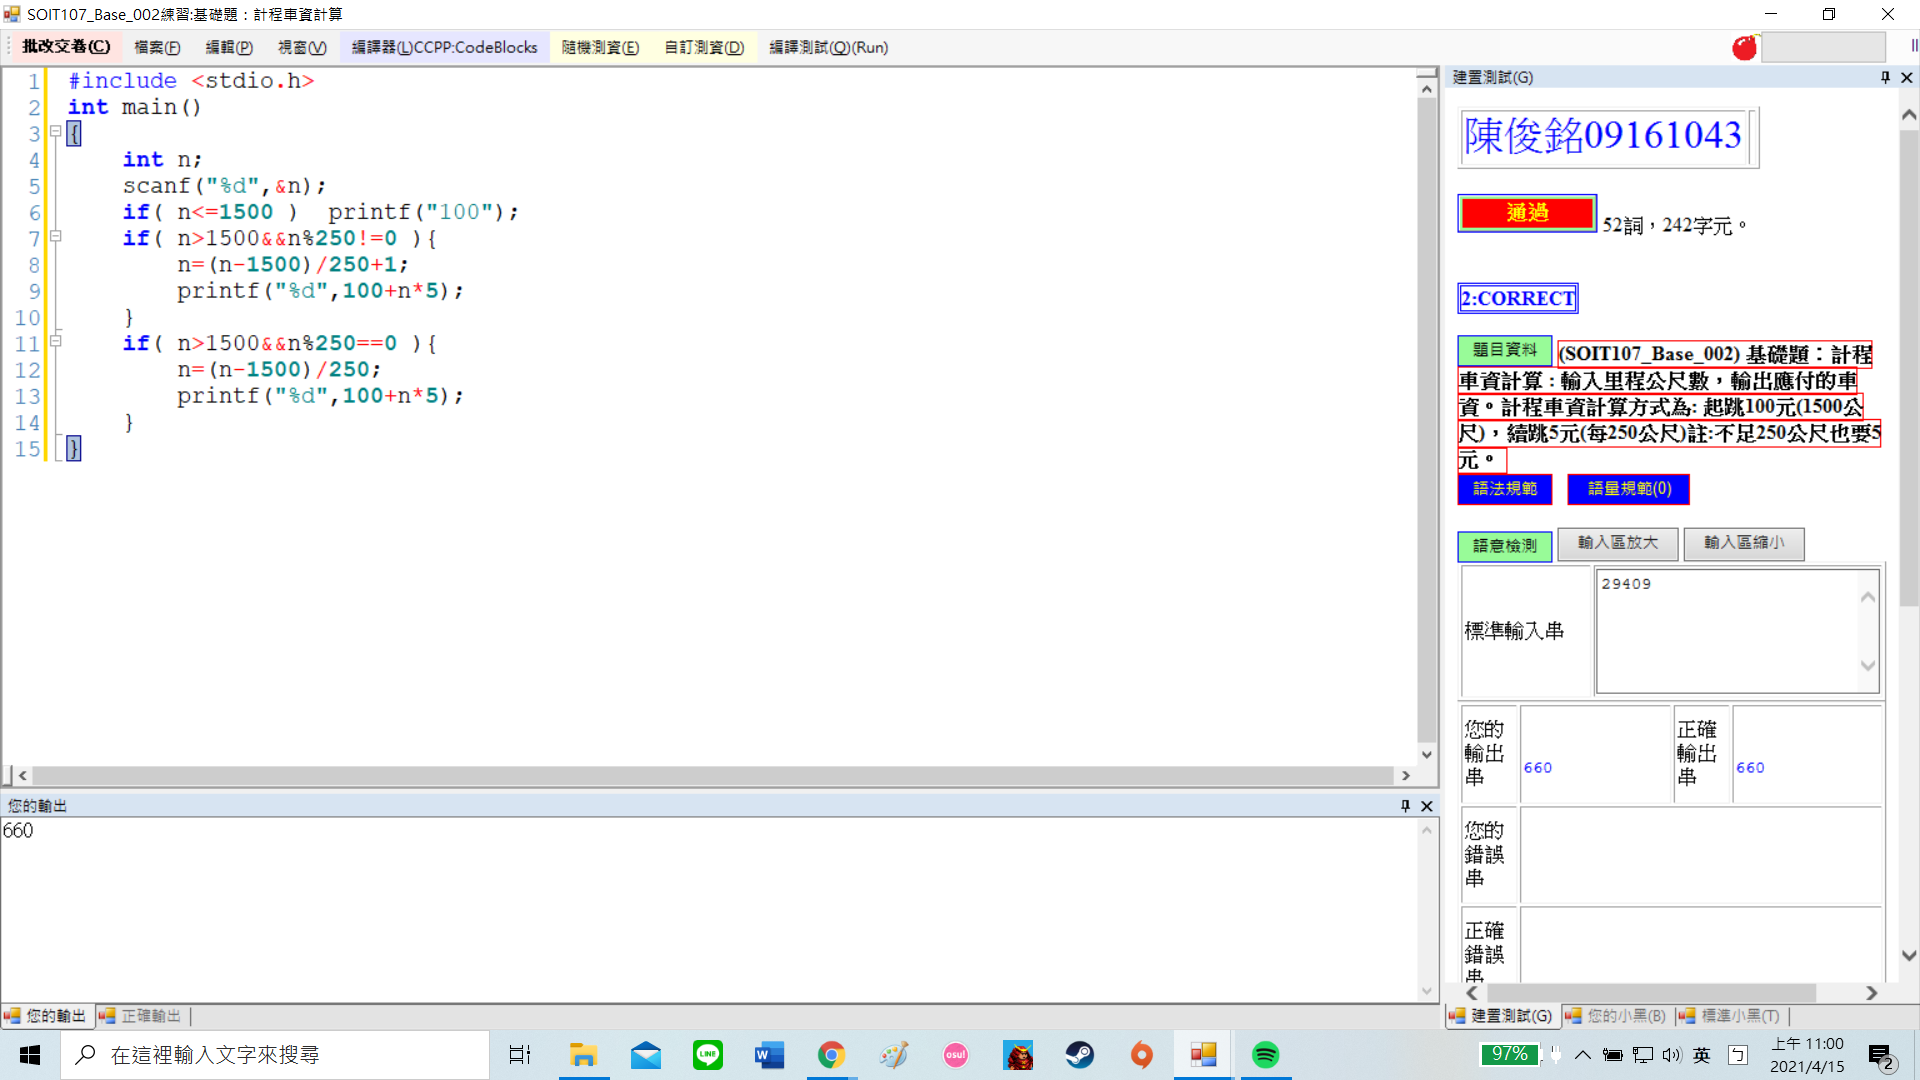 SOIT107_Base_002練習:基礎題：計程車資計算
批改交卷(C) 檔案(F) 編輯(P) 視窗(V) 編譯器(L)CCPP:CodeBlocks 隨機測資(E) 自訂測資(D) 編譯測試(Q)(Run)
1 #include <stdio.h>
2 int main()
3 {
4 int n;
5 scanf("%d",&n);
6 if( n<=1500 ) printf("100");
7 if( n>1500&&n%250!=0 ){
8 n=(n-1500)/250+1;
9 printf("%d",100+n*5);
10 }
11 if( n>1500&&n%250==0 ){
12 n=(n-1500)/250;
13 printf("%d",100+n*5);
14 }
15 }
您的輸出
660
您的輸出 正確輸出
建置測試(G)
陳俊銘09161043
通過 52詞，242字元。
2:CORRECT
題目資料 (SOIT107_Base_002) 基礎題：計程
車資計算 : 輸入里程公尺數，輸出應付的車
資。計程車資計算方式為: 起跳100元(1500公
尺)，續跳5元(每250公尺)註:不足250公尺也要5
元。
語法規範 語量規範(0)
語意檢測 輸入區放大 輸入區縮小
標準輸入串 29409
您的
輸出
串
660
正確
輸出
串
660
您的
錯誤
串
正確
錯誤
串
建置測試(G) 您的小黑(B) 標準小黑(T)
在這裡輸入文字來搜尋
LINE
W
osu!
97%
英
上午 11:00
2021/4/15
2